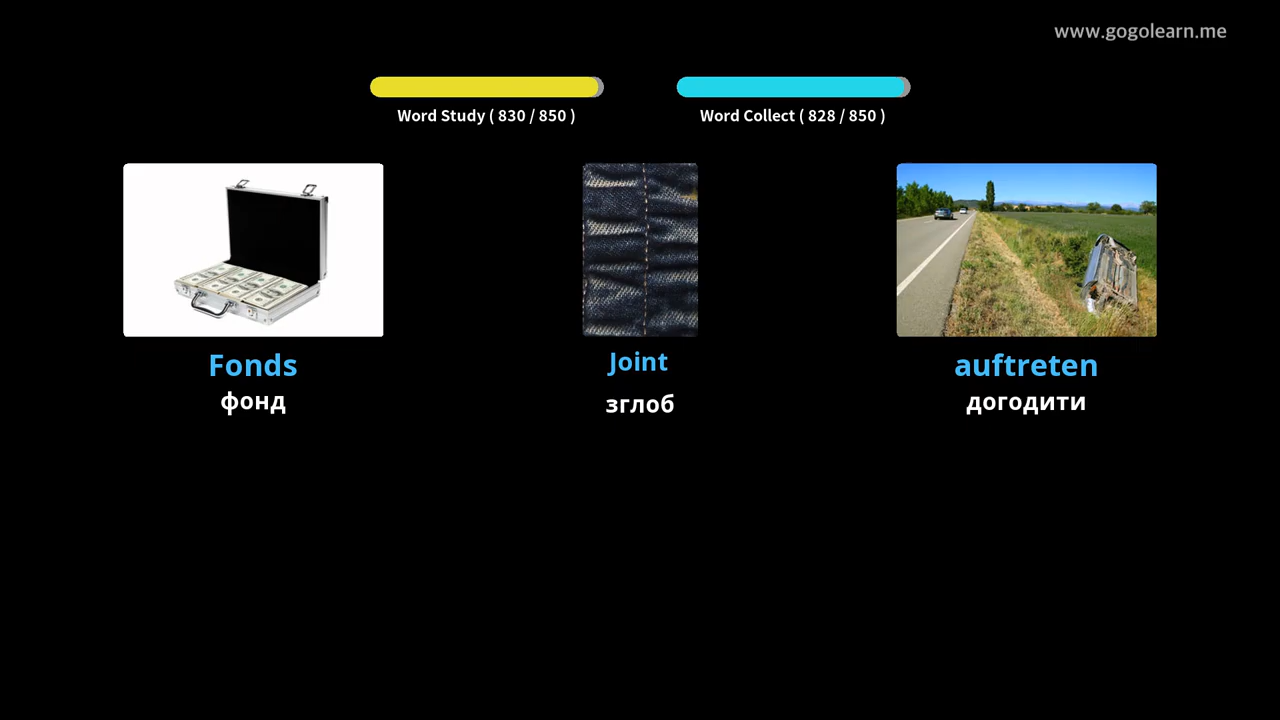 www.gogolearn.me
Word Study ( 830 / 850 )
Word Collect ( 828 / 850 )
Fonds
фонд
Joint
зглоб
auftreten
догодити